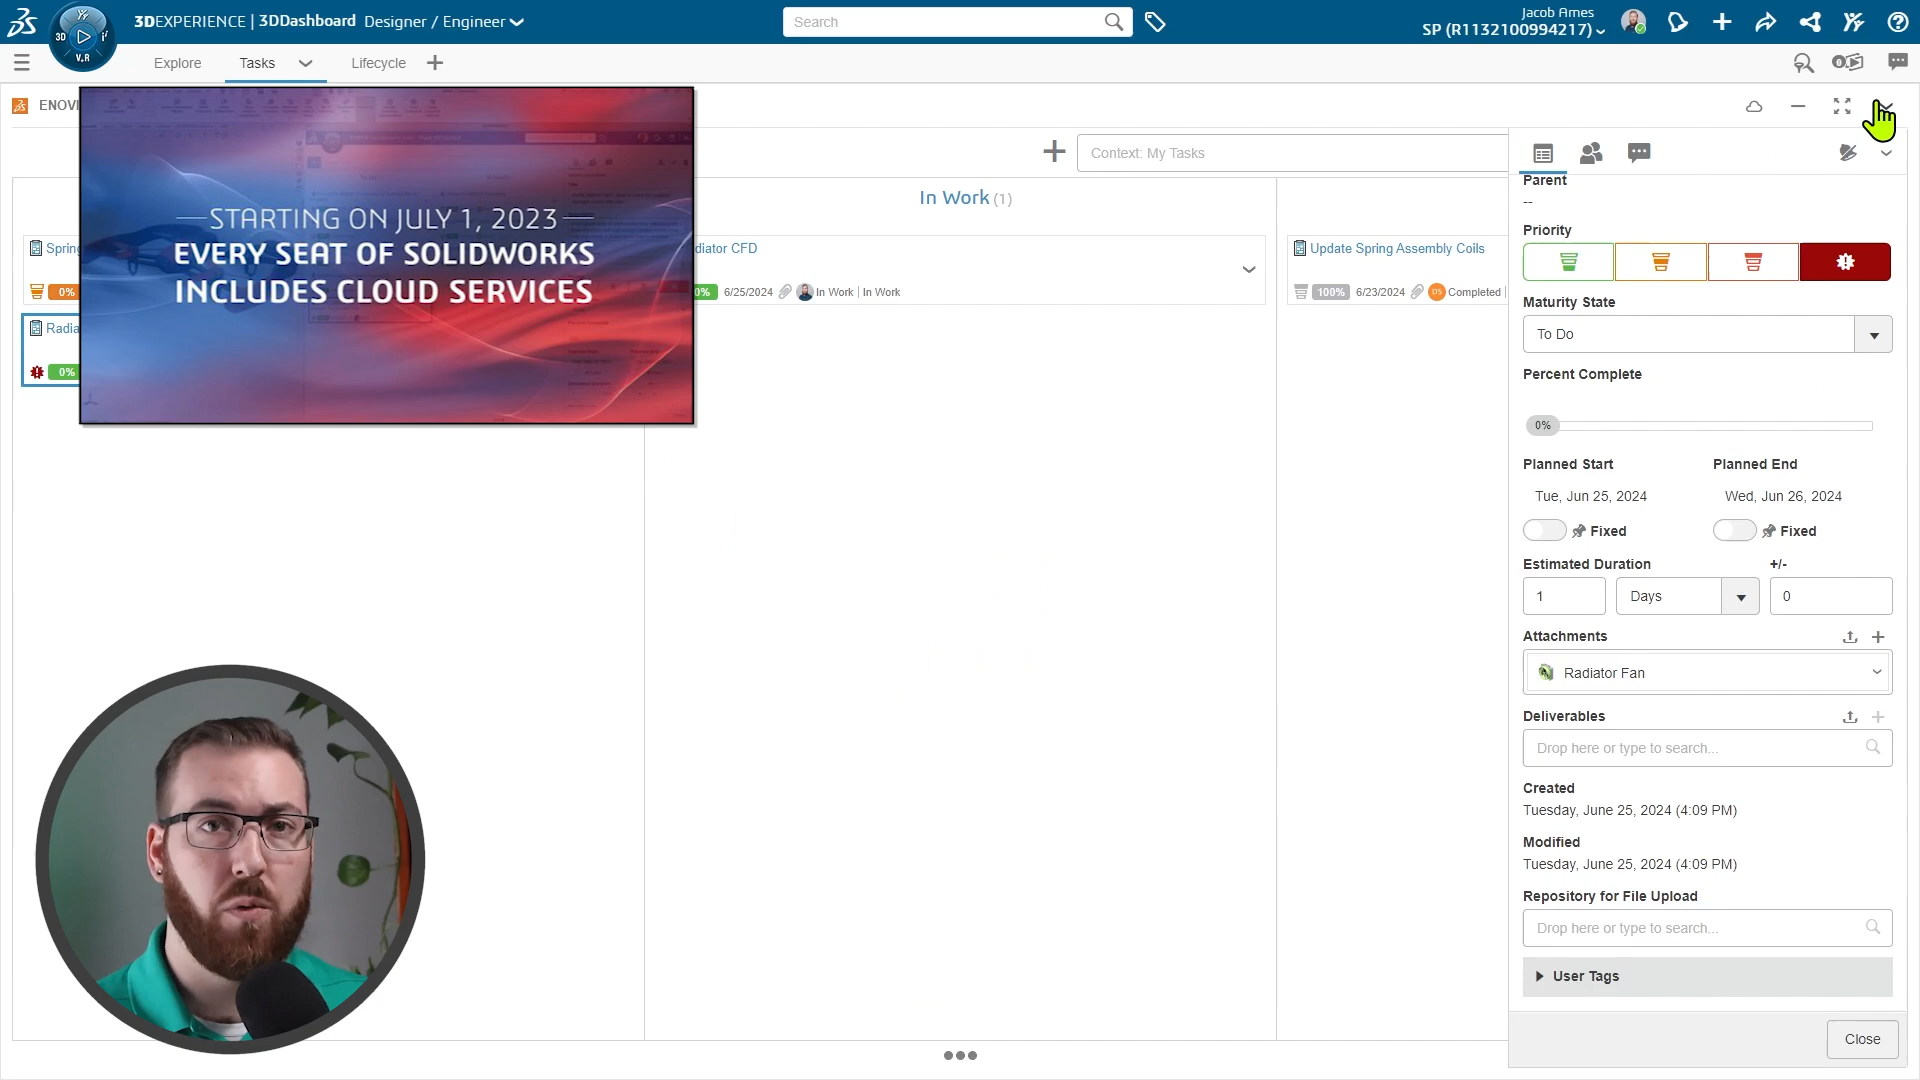 3DEXPERIENCE | 3DDashboard Designer / Engineer
Search
Jacob Ames
SP (R1132100994217)
3D
V.R
Explore
Tasks
Lifecycle
ENOVI
Context: My Tasks
STARTING ON JULY 1, 2023
EVERY SEAT OF SOLIDWORKS
INCLUDES CLOUD SERVICES
Spring
0%
Radia
0%
In Work (1)
diator CFD
0% 6/25/2024 In Work | In Work
Update Spring Assembly Coils
100% 6/23/2024 DS Completed |
Parent
--
Priority
Maturity State
To Do
Percent Complete
0%
Planned Start Planned End
Tue, Jun 25, 2024 Wed, Jun 26, 2024
Fixed Fixed
Estimated Duration +/-
1 Days 0
Attachments
Radiator Fan
Deliverables
Drop here or type to search...
Created
Tuesday, June 25, 2024 (4:09 PM)
Modified
Tuesday, June 25, 2024 (4:09 PM)
Repository for File Upload
Drop here or type to search...
User Tags
Close